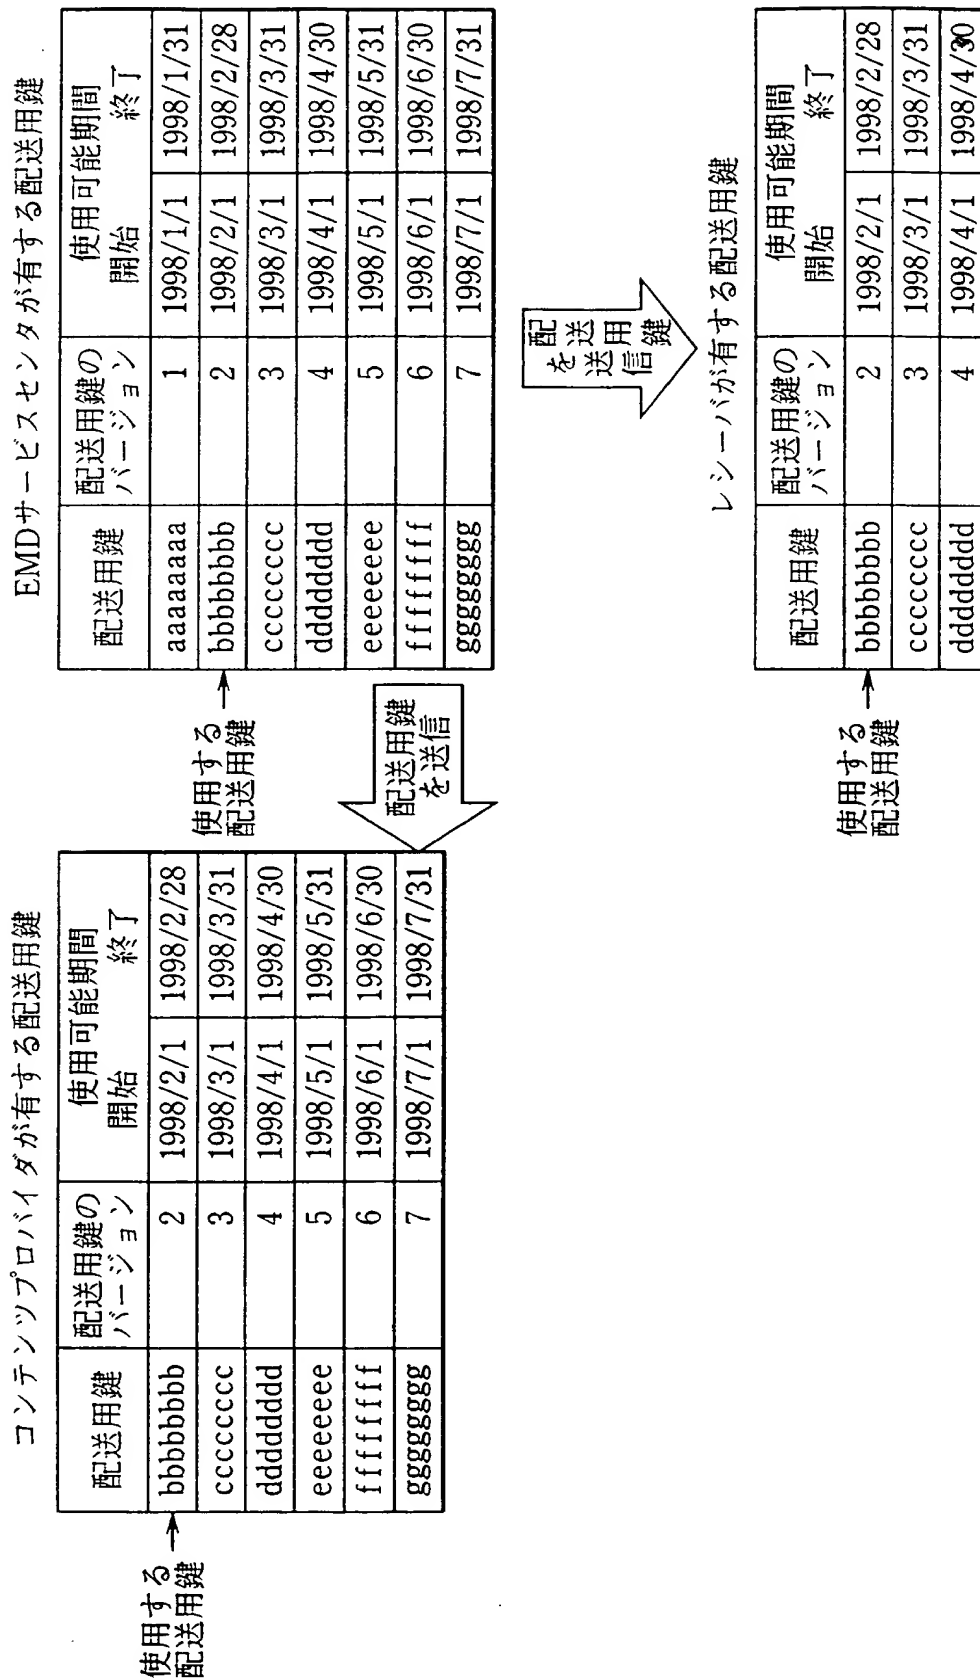 コンテンツプロバイダが有する配送用鍵
配送用鍵 配送用鍵の バージョン 使用可能期間 開始 終了
bbbbbbbb 2 1998/2/1 1998/2/28
cccccccc 3 1998/3/1 1998/3/31
dddddddd 4 1998/4/1 1998/4/30
eeeeeeee 5 1998/5/1 1998/5/31
ffffffff 6 1998/6/1 1998/6/30
gggggggg 7 1998/7/1 1998/7/31
使用する
配送用鍵
配送用鍵
を送信
EMDサービスセンタが有する配送用鍵
配送用鍵 配送用鍵の バージョン 使用可能期間 開始 終了
aaaaaaaa 1 1998/1/1 1998/1/31
bbbbbbbb 2 1998/2/1 1998/2/28
cccccccc 3 1998/3/1 1998/3/31
dddddddd 4 1998/4/1 1998/4/30
eeeeeeee 5 1998/5/1 1998/5/31
ffffffff 6 1998/6/1 1998/6/30
gggggggg 7 1998/7/1 1998/7/31
使用する
配送用鍵
配送用鍵
を送信
レシーバが有する配送用鍵
配送用鍵 配送用鍵の バージョン 使用可能期間 開始 終了
bbbbbbbb 2 1998/2/1 1998/2/28
cccccccc 3 1998/3/1 1998/3/31
dddddddd 4 1998/4/1 1998/4/30
使用する
配送用鍵